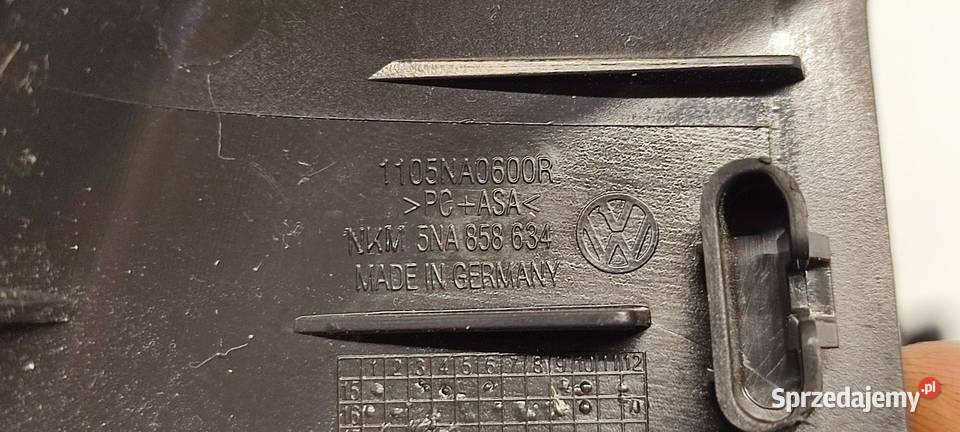 1105NA0600R
>PC+ASA<
NKM 5NA 858 634
MADE IN GERMANY
VW
1 2 3 4 5 6 7 8 9 10 11 12
15
16
Sprzedajemy.pl